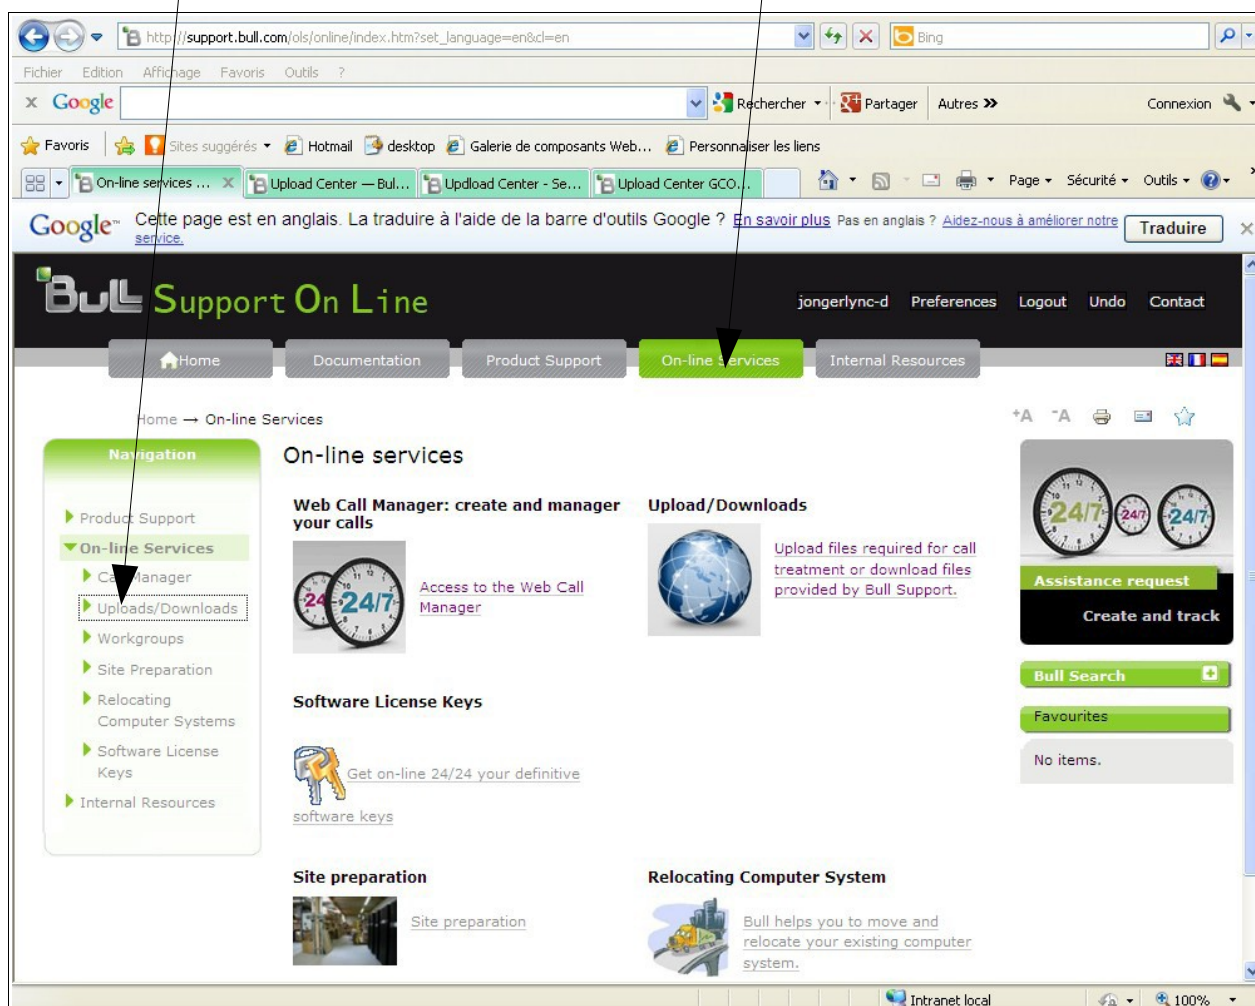 http://support.bull.com/ols/online/index.htm?set_language=en&cl=en
Bing
Fichier Edition Affichage Favoris Outils ?
x Google Rechercher Partager Autres Connexion
Favoris Sites suggérés Hotmail desktop Galerie de composants Web... Personnaliser les liens
On-line services ... X Upload Center — Bul... Updload Center - Se... Upload Center GCO... Page Sécurité Outils
Google™ Cette page est en anglais. La traduire à l'aide de la barre d'outils Google ? En savoir plus Pas en anglais ? Aidez-nous à améliorer notre
service.
Traduire
Bull Support On Line
jongerlync-d Preferences Logout Undo Contact
Home Documentation Product Support On-line Services Internal Resources
Home → On-line Services
+A -A
Navigation
Product Support
On-line Services
Call Manager
Uploads/Downloads
Workgroups
Site Preparation
Relocating
Computer Systems
Software License
Keys
Internal Resources
On-line services
Web Call Manager: create and manager
your calls
24 24/7
Access to the Web Call
Manager
Upload/Downloads
Upload files required for call
treatment or download files
provided by Bull Support.
Software License Keys
Get on-line 24/24 your definitive
software keys
Site preparation
Site preparation
Relocating Computer System
Bull helps you to move and
relocate your existing computer
system.
24/7 24/7 24/7
Assistance request
Create and track
Bull Search
Favourites
No items.
Intranet local 100%